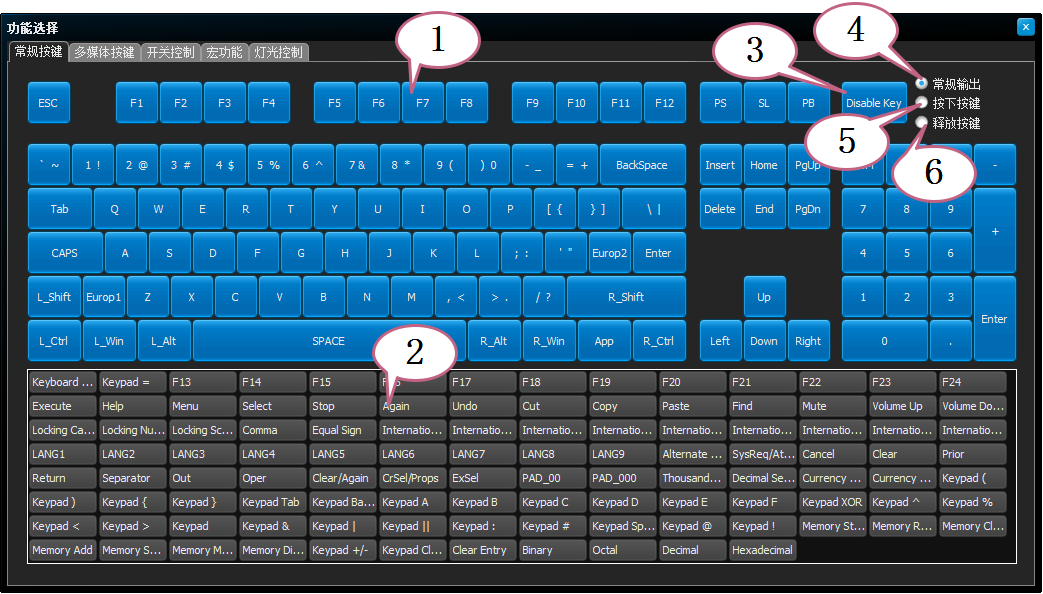 功能选择
常规按键 多媒体按键 开关控制 宏功能 灯光控制
1
2
3
4
5
6
ESC F1 F2 F3 F4 F5 F6 F7 F8 F9 F10 F11 F12 PS SL PB Disable Key
常规输出
按下按键
释放按键
` ~ 1 ! 2 @ 3 # 4 $ 5 % 6 ^ 7 & 8 * 9 ( ) 0 - _ = + BackSpace Insert Home PgUp -
Tab Q W E R T Y U I O P [ { } ] \ | Delete End PgDn 7 8 9 +
CAPS A S D F G H J K L ; : ' " Europ2 Enter 4 5 6
L_Shift Europ1 Z X C V B N M , < > . / ? R_Shift Up 1 2 3 Enter
L_Ctrl L_Win L_Alt SPACE R_Alt R_Win App R_Ctrl Left Down Right 0 .
Keyboard ... Keypad = F13 F14 F15 F17 F18 F19 F20 F21 F22 F23 F24
Execute Help Menu Select Stop Again Undo Cut Copy Paste Find Mute Volume Up Volume Do...
Locking Ca... Locking Nu... Locking Sc... Comma Equal Sign Internatio... Internatio... Internatio... Internatio... Internatio... Internatio... Internatio... Internatio... Internatio...
LANG1 LANG2 LANG3 LANG4 LANG5 LANG6 LANG7 LANG8 LANG9 Alternate ... SysReq/At... Cancel Clear Prior
Return Separator Out Oper Clear/Again CrSel/Props ExSel PAD_00 PAD_000 Thousand... Decimal Se... Currency ... Currency ... Keypad (
Keypad ) Keypad { Keypad } Keypad Tab Keypad Ba... Keypad A Keypad B Keypad C Keypad D Keypad E Keypad F Keypad XOR Keypad ^ Keypad %
Keypad < Keypad > Keypad Keypad & Keypad | Keypad || Keypad : Keypad # Keypad Sp... Keypad @ Keypad ! Memory St... Memory R... Memory Cl...
Memory Add Memory S... Memory M... Memory Di... Keypad +/- Keypad Cl... Clear Entry Binary Octal Decimal Hexadecimal